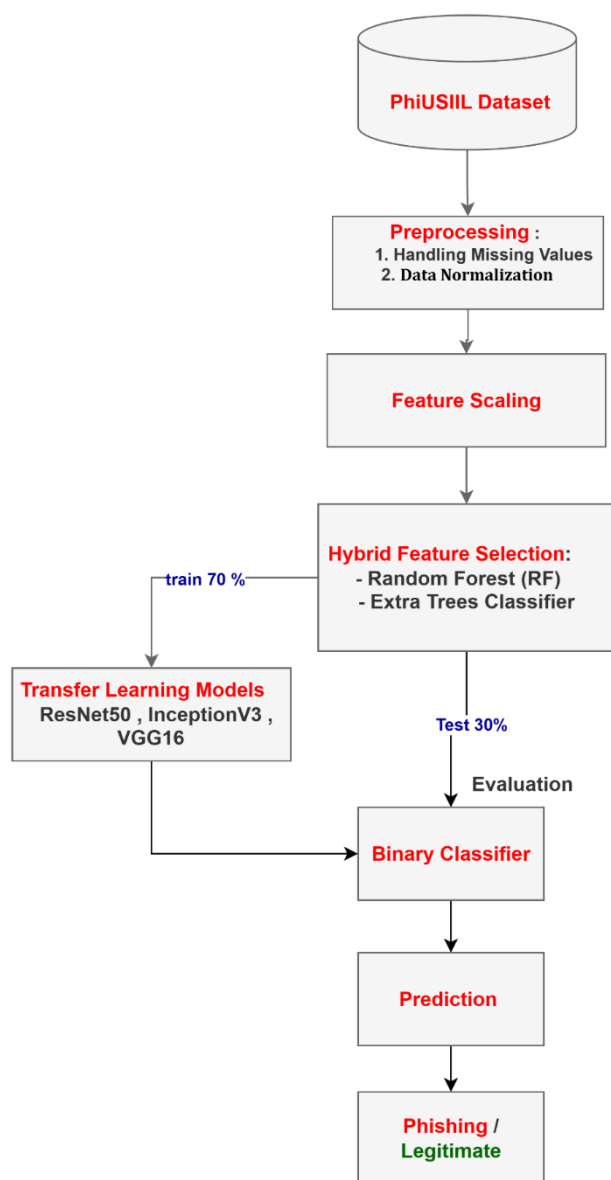 PhiUSIIL Dataset
Preprocessing :
1. Handling Missing Values
2. Data Normalization
Feature Scaling
Hybrid Feature Selection:
- Random Forest (RF)
- Extra Trees Classifier
train 70 %
Transfer Learning Models
ResNet50 , InceptionV3 ,
VGG16
Test 30%
Evaluation
Binary Classifier
Prediction
Phishing /
Legitimate